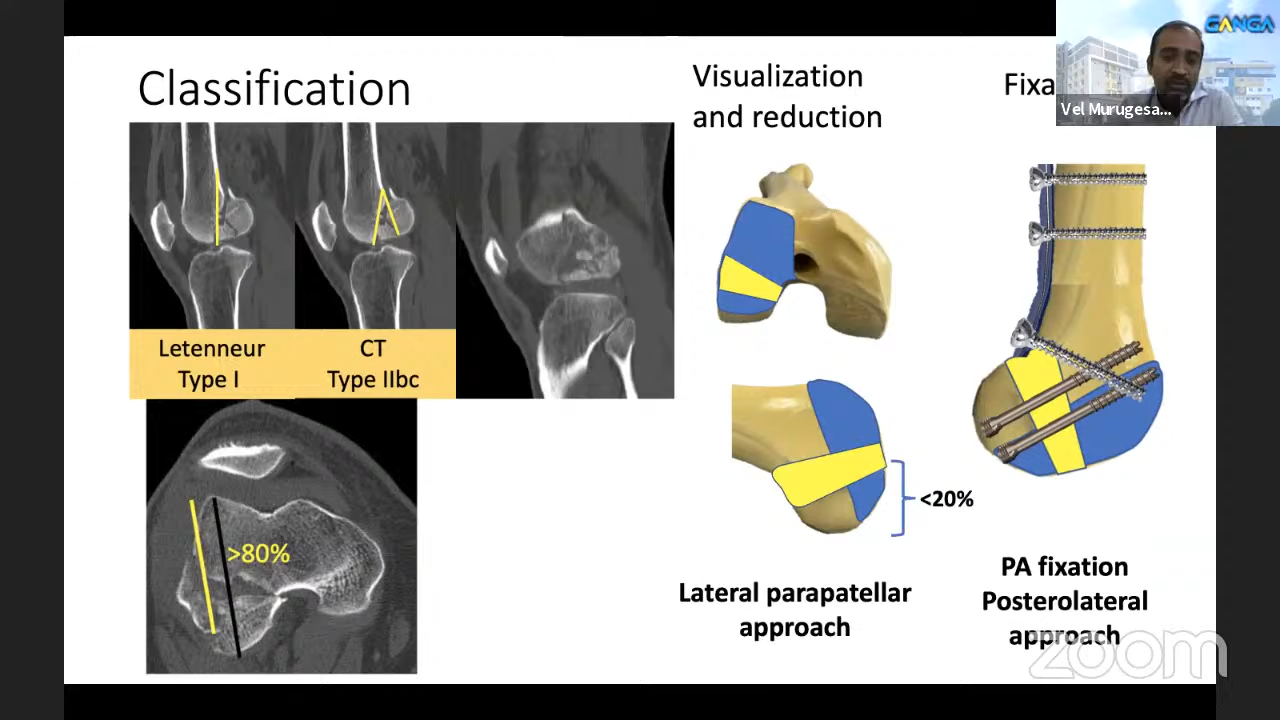 Classification
Letenneur
Type I
CT
Type IIbc
>80%
Visualization
and reduction
<20%
Lateral parapatellar
approach
PA fixation
Posterolateral
approach
GANGA
Vel Murugesa...
zoom